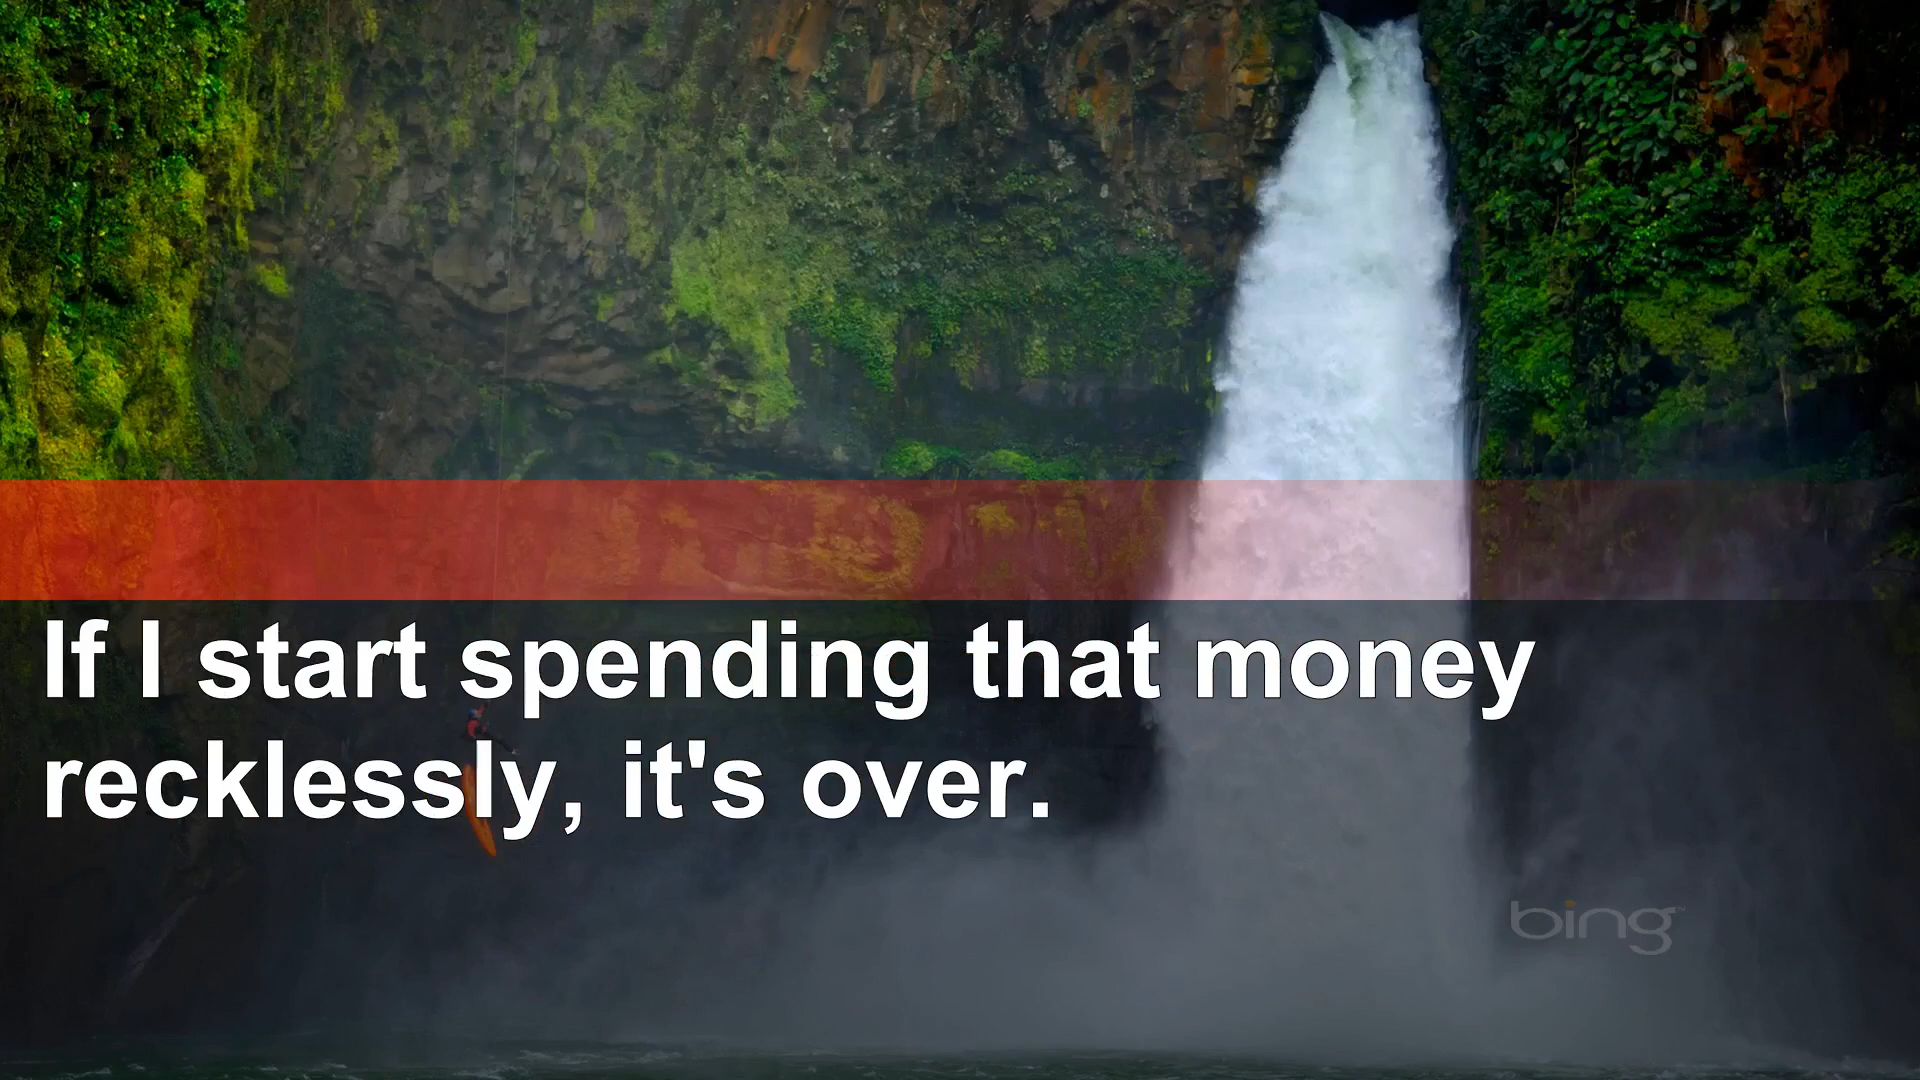 If I start spending that money
recklessly, it's over.
bing